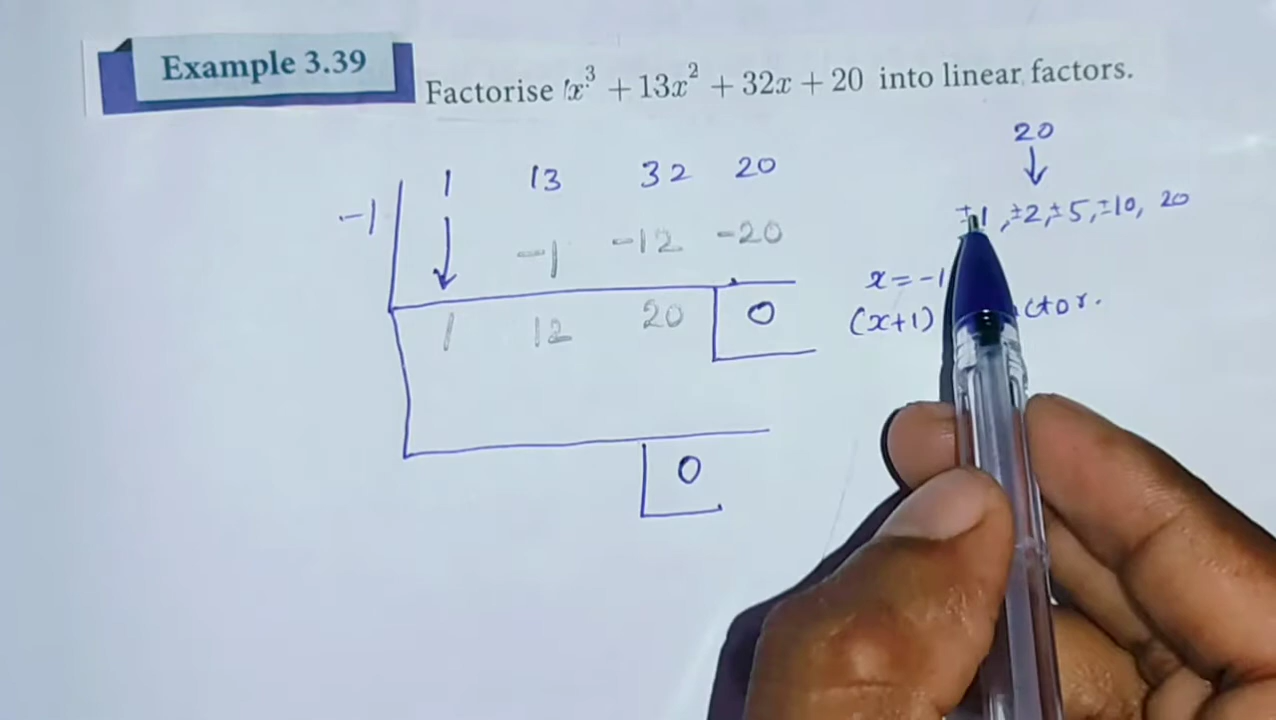 Example 3.39
Factorise x³ + 13x² + 32x + 20 into linear factors.
20
↓
±1, ±2, ±5, ±10, 20
-1 1 13 32 20
-1 -12 -20
1 12 20 0
x = -1
(x+1)
0